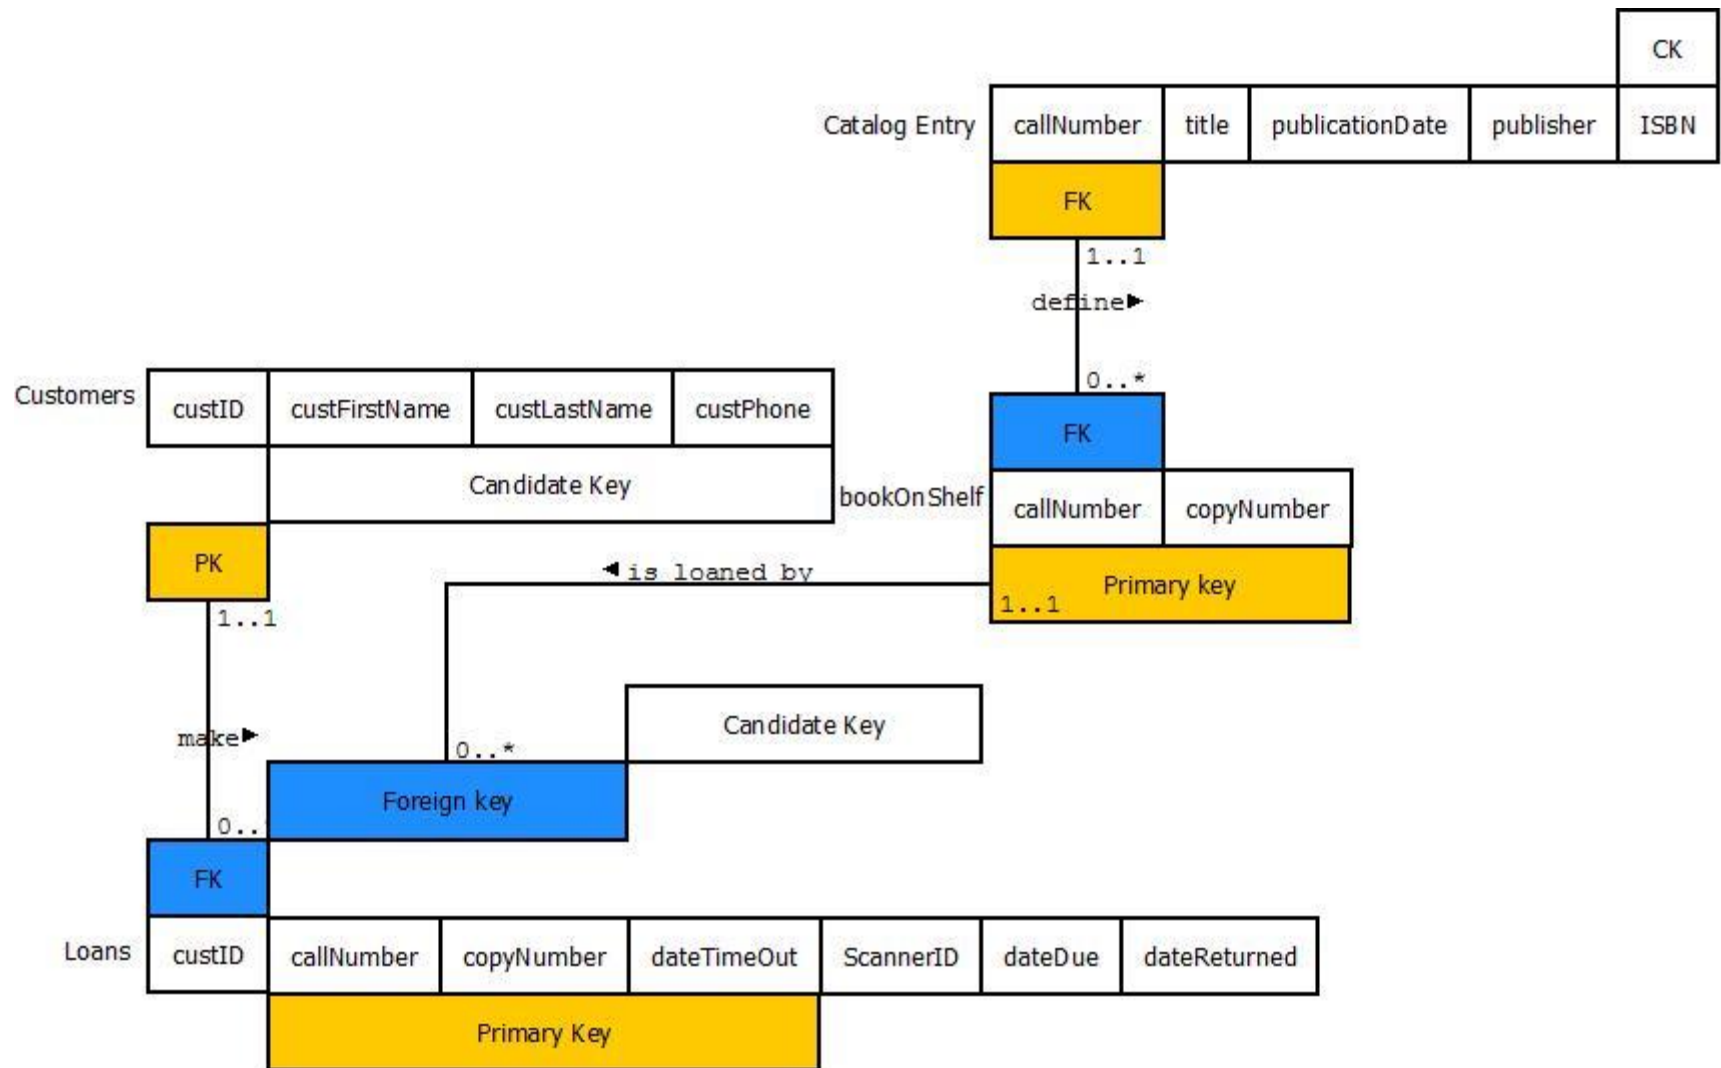 CK
Catalog Entry callNumber title publicationDate publisher ISBN
FK
1..1
define►
0..*
FK
bookOnShelf callNumber copyNumber
Primary key
1..1
Customers custID custFirstName custLastName custPhone
Candidate Key
PK
1..1
◄is loaned by
make►
0..*
Candidate Key
Foreign key
0..
FK
Loans custID callNumber copyNumber dateTimeOut ScannerID dateDue dateReturned
Primary Key